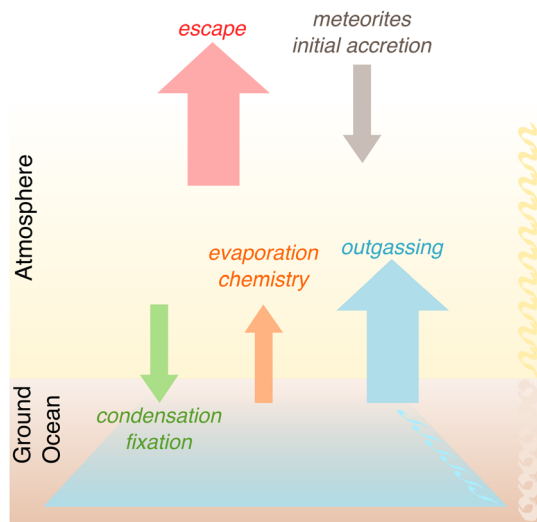 escape
meteorites
initial accretion
Atmosphere
evaporation
chemistry
outgassing
Ground
Ocean
condensation
fixation